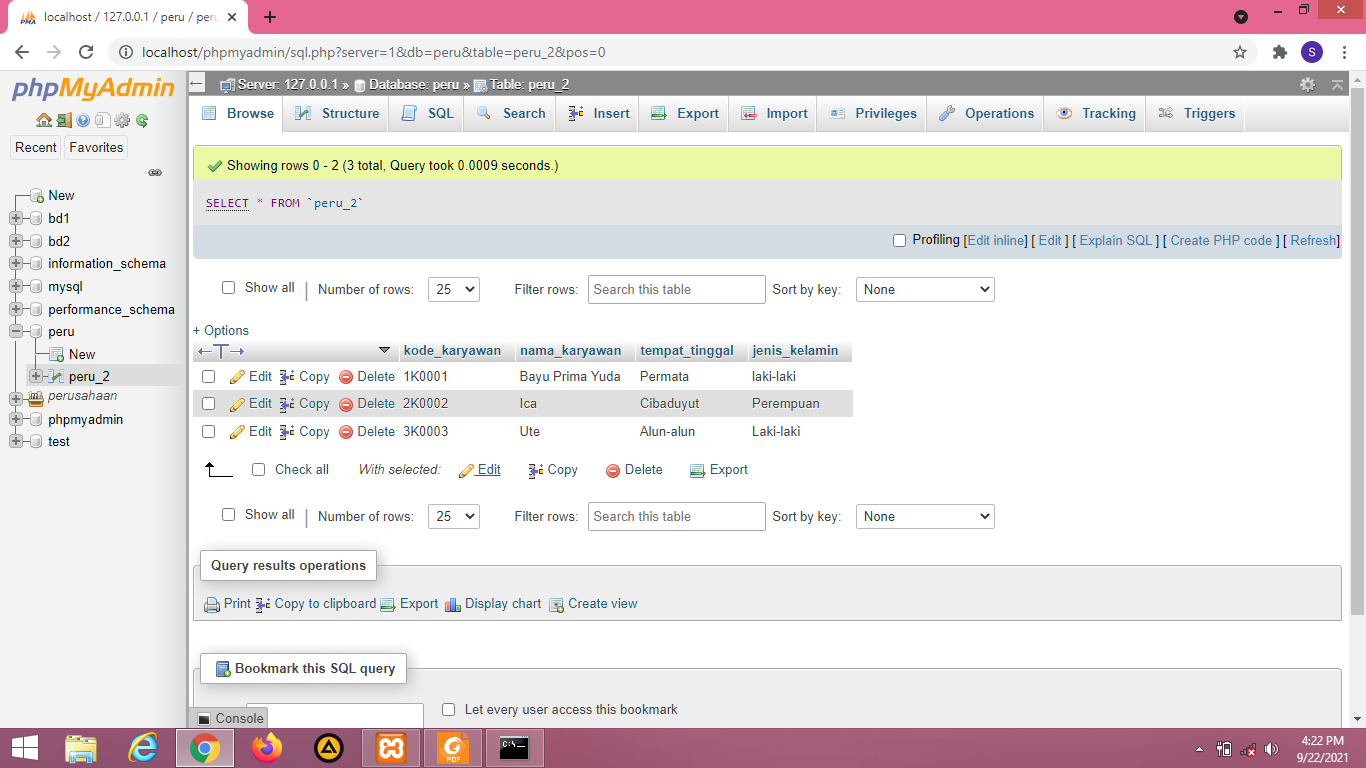 localhost / 127.0.0.1 / peru / peru
localhost/phpmyadmin/sql.php?server=1&db=peru&table=peru_2&pos=0
S
phpMyAdmin
Recent Favorites
New
bd1
bd2
information_schema
mysql
performance_schema
peru
New
peru_2
perusahaan
phpmyadmin
test
Server: 127.0.0.1 » Database: peru » Table: peru_2
Browse Structure SQL Search Insert Export Import Privileges Operations Tracking Triggers
Showing rows 0 - 2 (3 total, Query took 0.0009 seconds.)
SELECT * FROM `peru_2`
Profiling [Edit inline] [ Edit ] [ Explain SQL ] [ Create PHP code ] [ Refresh]
Show all | Number of rows: 25 Filter rows: Search this table Sort by key: None
+ Options
←T→ kode_karyawan nama_karyawan tempat_tinggal jenis_kelamin
Edit Copy Delete 1K0001 Bayu Prima Yuda Permata laki-laki
Edit Copy Delete 2K0002 Ica Cibaduyut Perempuan
Edit Copy Delete 3K0003 Ute Alun-alun Laki-laki
Check all With selected: Edit Copy Delete Export
Show all | Number of rows: 25 Filter rows: Search this table Sort by key: None
Query results operations
Print Copy to clipboard Export Display chart Create view
Bookmark this SQL query
Let every user access this bookmark
Console
PDF
C:\_
4:22 PM
9/22/2021